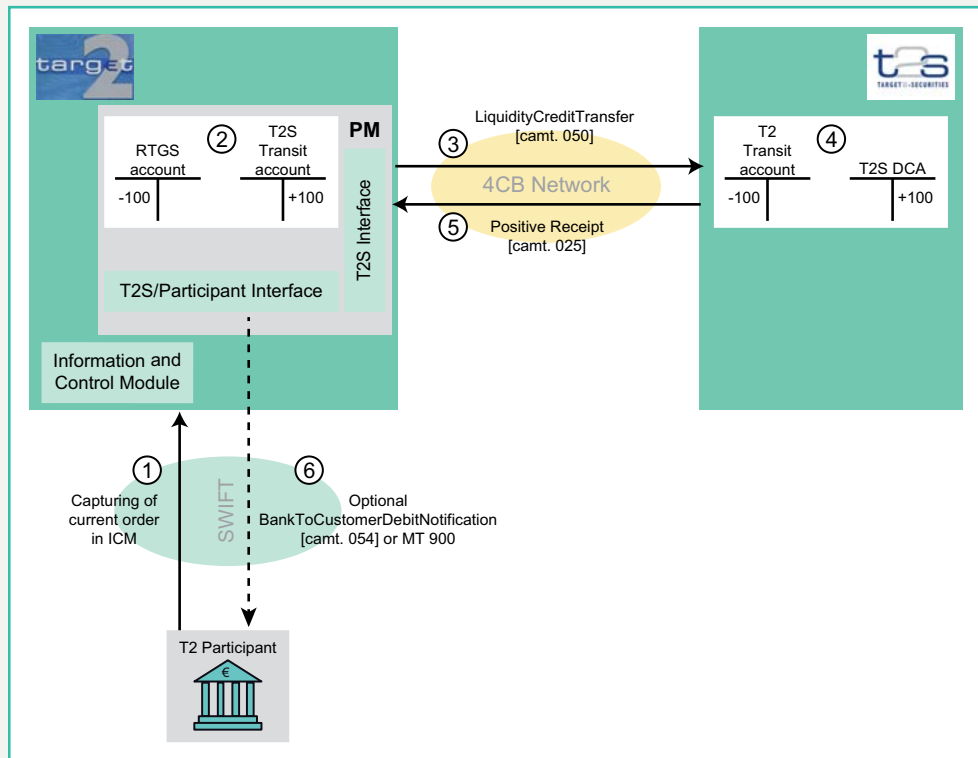 target
2
t2s
TARGET2-SECURITIES
PM
2
RTGS
account
-100
T2S
Transit
account
+100
T2S Interface
T2S/Participant Interface
Information and
Control Module
LiquidityCreditTransfer
[camt. 050]
3
4CB Network
5
Positive Receipt
[camt. 025]
T2
Transit
account
-100
4
T2S DCA
+100
1
Capturing of
current order
in ICM
SWIFT
6
Optional
BankToCustomerDebitNotification
[camt. 054] or MT 900
T2 Participant
€